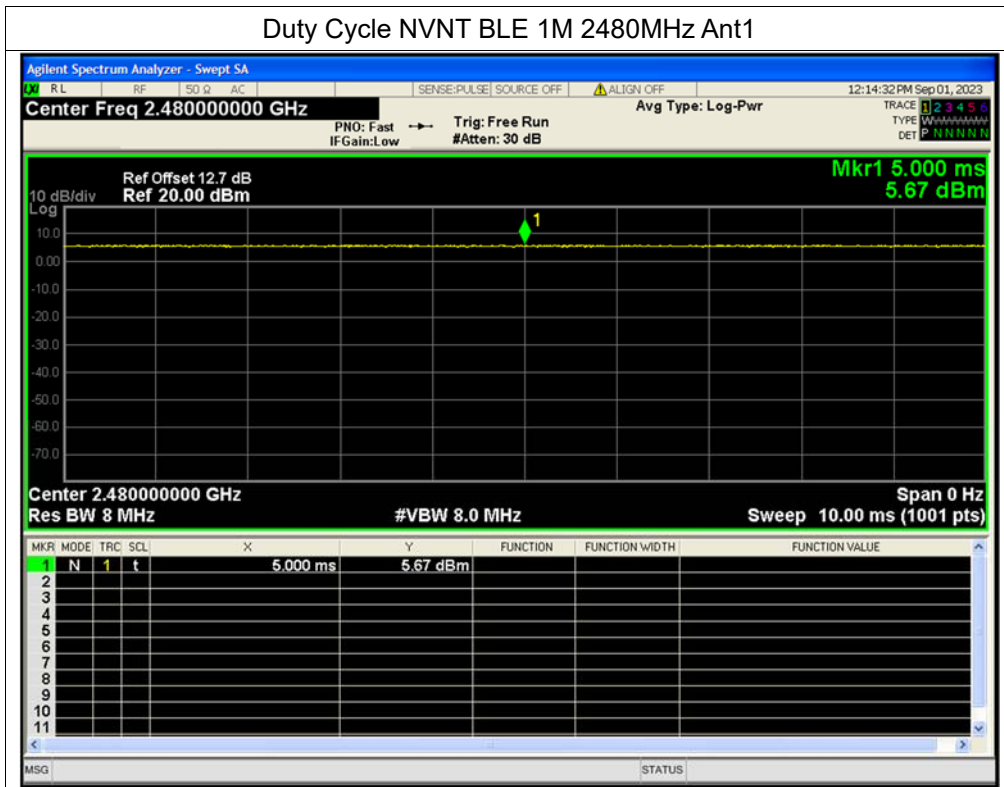 Duty Cycle NVNT BLE 1M 2480MHz Ant1
Agilent Spectrum Analyzer - Swept SA
LXI RL RF 50 Ω AC SENSE:PULSE SOURCE OFF ALIGN OFF 12:14:32 PM Sep 01, 2023
Center Freq 2.480000000 GHz Avg Type: Log-Pwr TRACE 1 2 3 4 5 6
PNO: Fast Trig: Free Run TYPE W
IFGain:Low #Atten: 30 dB DET P N N N N N
Mkr1 5.000 ms
Ref Offset 12.7 dB
10 dB/div Ref 20.00 dBm 5.67 dBm
Log
1
10.0
0.00
-10.0
-20.0
-30.0
-40.0
-50.0
-60.0
-70.0
Center 2.480000000 GHz Span 0 Hz
Res BW 8 MHz #VBW 8.0 MHz Sweep 10.00 ms (1001 pts)
MKR MODE TRC SCL X Y FUNCTION FUNCTION WIDTH FUNCTION VALUE
1 N 1 t 5.000 ms 5.67 dBm
2
3
4
5
6
7
8
9
10
11
MSG STATUS